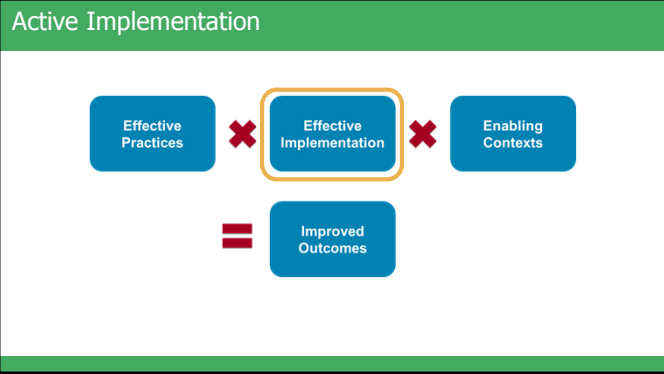 Active Implementation
Effective
Practices
Effective
Implementation
Enabling
Contexts
Improved
Outcomes